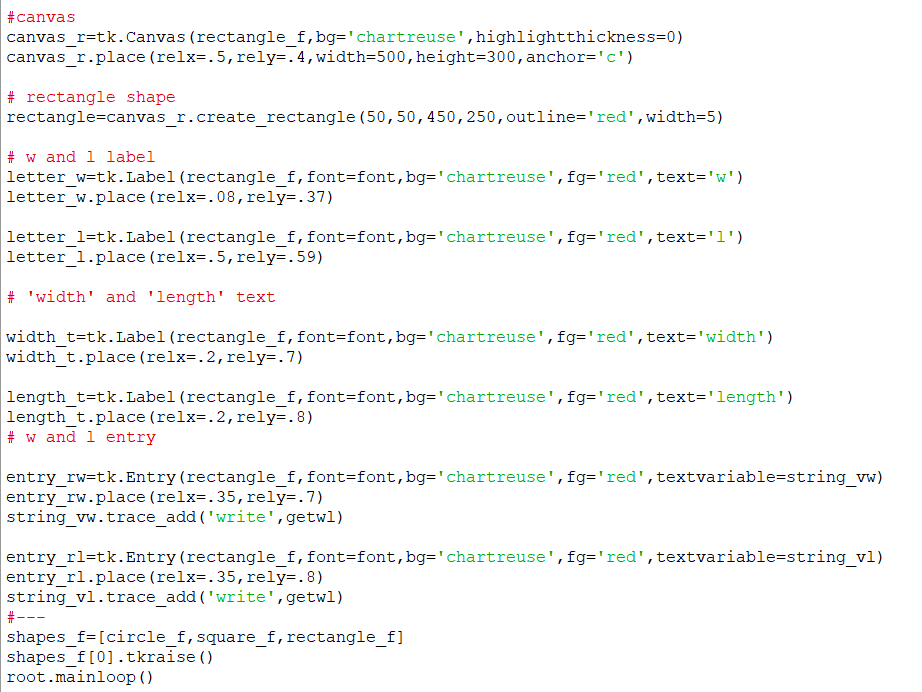 #canvas
canvas_r=tk.Canvas(rectangle_f,bg='chartreuse',highlightthickness=0)
canvas_r.place(relx=.5,rely=.4,width=500,height=300,anchor='c')
# rectangle shape
rectangle=canvas_r.create_rectangle(50,50,450,250,outline='red',width=5)
# w and l label
letter_w=tk.Label(rectangle_f,font=font,bg='chartreuse',fg='red',text='w')
letter_w.place(relx=.08,rely=.37)
letter_l=tk.Label(rectangle_f,font=font,bg='chartreuse',fg='red',text='l')
letter_l.place(relx=.5,rely=.59)
# 'width' and 'length' text
width_t=tk.Label(rectangle_f,font=font,bg='chartreuse',fg='red',text='width')
width_t.place(relx=.2,rely=.7)
length_t=tk.Label(rectangle_f,font=font,bg='chartreuse',fg='red',text='length')
length_t.place(relx=.2,rely=.8)
# w and l entry
entry_rw=tk.Entry(rectangle_f,font=font,bg='chartreuse',fg='red',textvariable=string_vw)
entry_rw.place(relx=.35,rely=.7)
string_vw.trace_add('write',getwl)
entry_rl=tk.Entry(rectangle_f,font=font,bg='chartreuse',fg='red',textvariable=string_vl)
entry_rl.place(relx=.35,rely=.8)
string_vl.trace_add('write',getwl)
#---
shapes_f=[circle_f,square_f,rectangle_f]
shapes_f[0].tkraise()
root.mainloop()